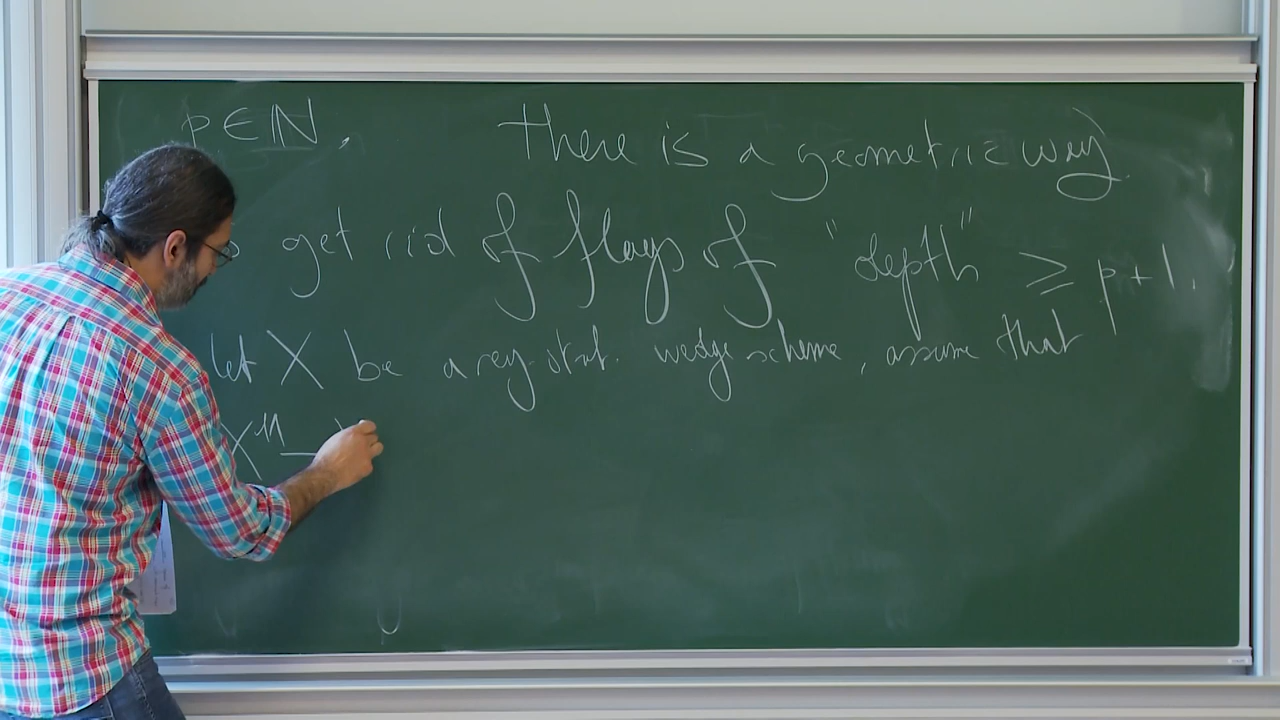 p∈ℕ, there is a geometric way
get rid of flags of "depth" ≥ p+1.
let X be a reg. strat. wedge scheme, assume that
X